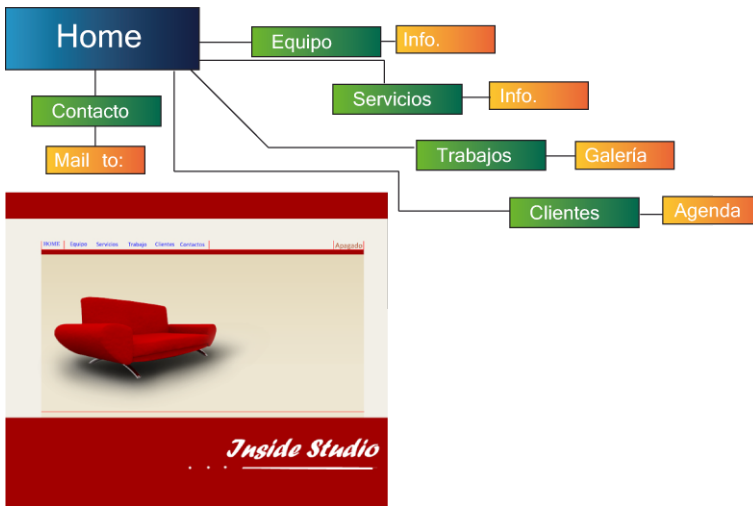 Home
Equipo
Info.
Servicios
Info.
Contacto
Trabajos
Galería
Mail to:
Clientes
Agenda
HOME Equipo Servicios Trabajo Clientes Contactos Apagado
Inside Studio
. . .